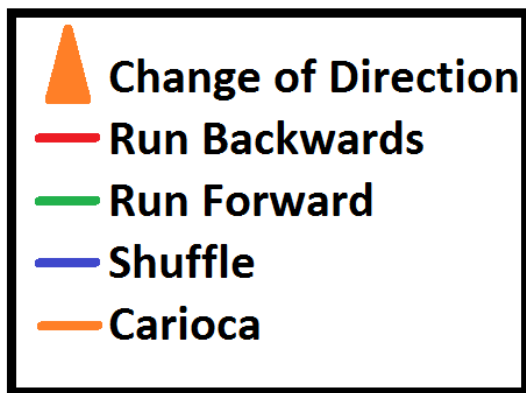 Change of Direction
Run Backwards
Run Forward
Shuffle
Carioca